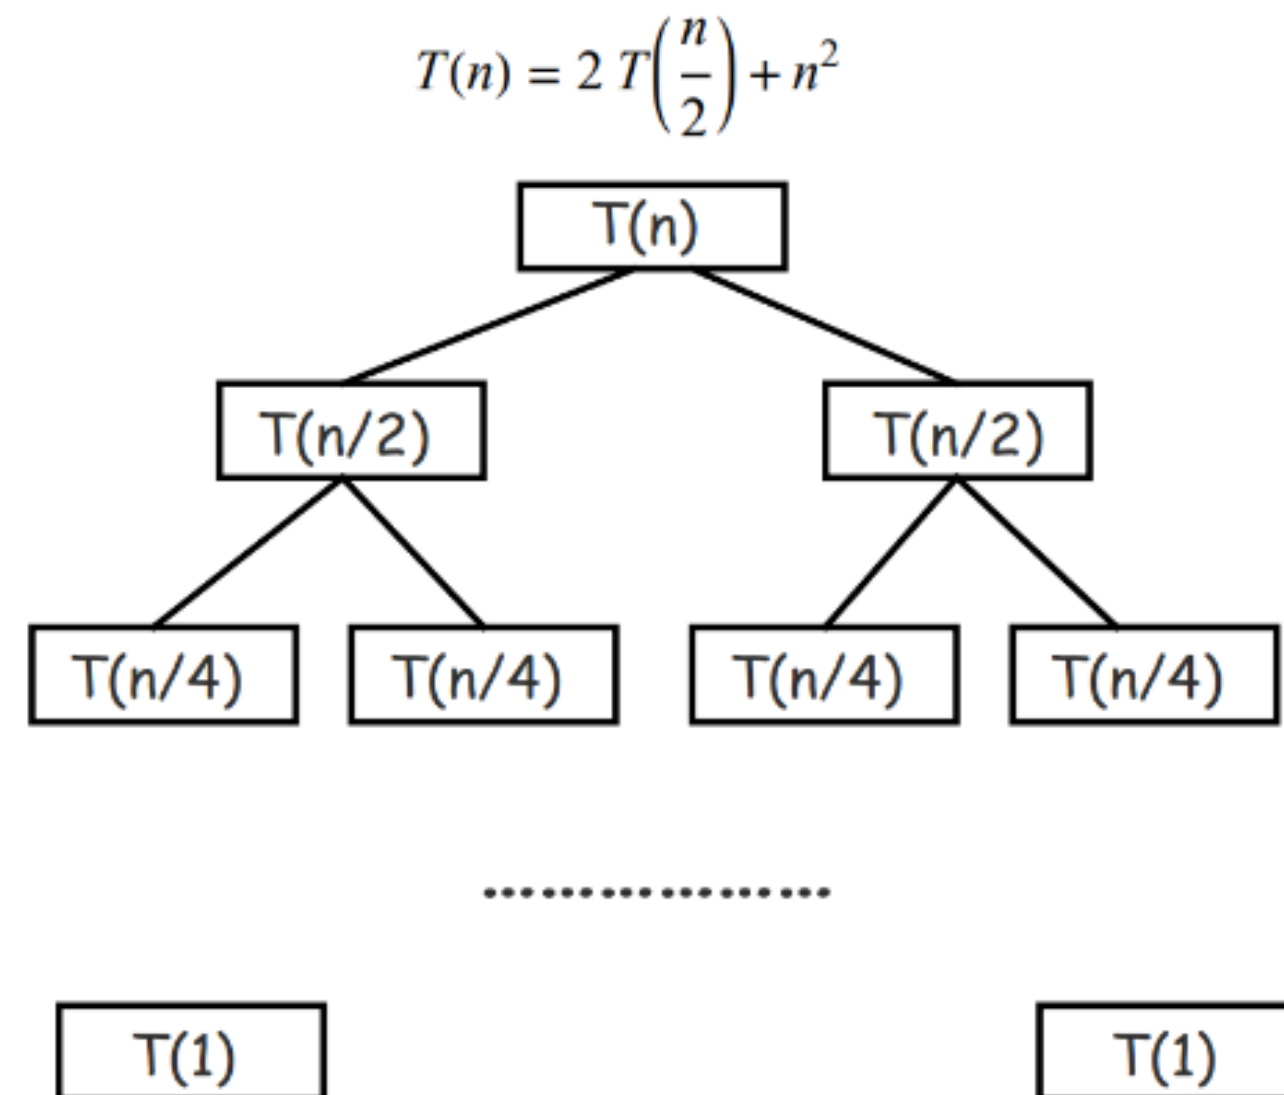 T(n) = 2 T(n/2) + n²
T(n)
T(n/2) T(n/2)
T(n/4) T(n/4) T(n/4) T(n/4)
....................
T(1) T(1)